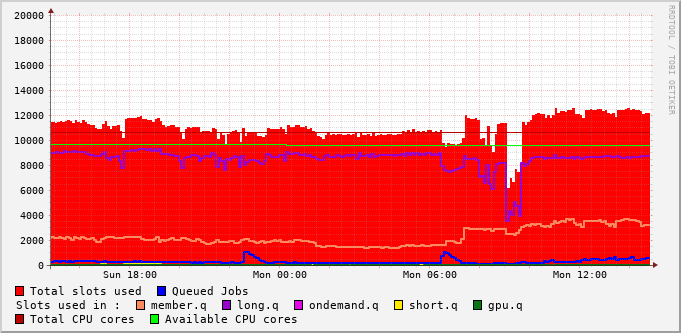 20000
18000
16000
14000
12000
10000
8000
6000
4000
2000
0
Sun 18:00 Mon 00:00 Mon 06:00 Mon 12:00
RRDTOOL / TOBI OETIKER
Total slots used Queued Jobs
Slots used in : member.q long.q ondemand.q short.q gpu.q
Total CPU cores Available CPU cores